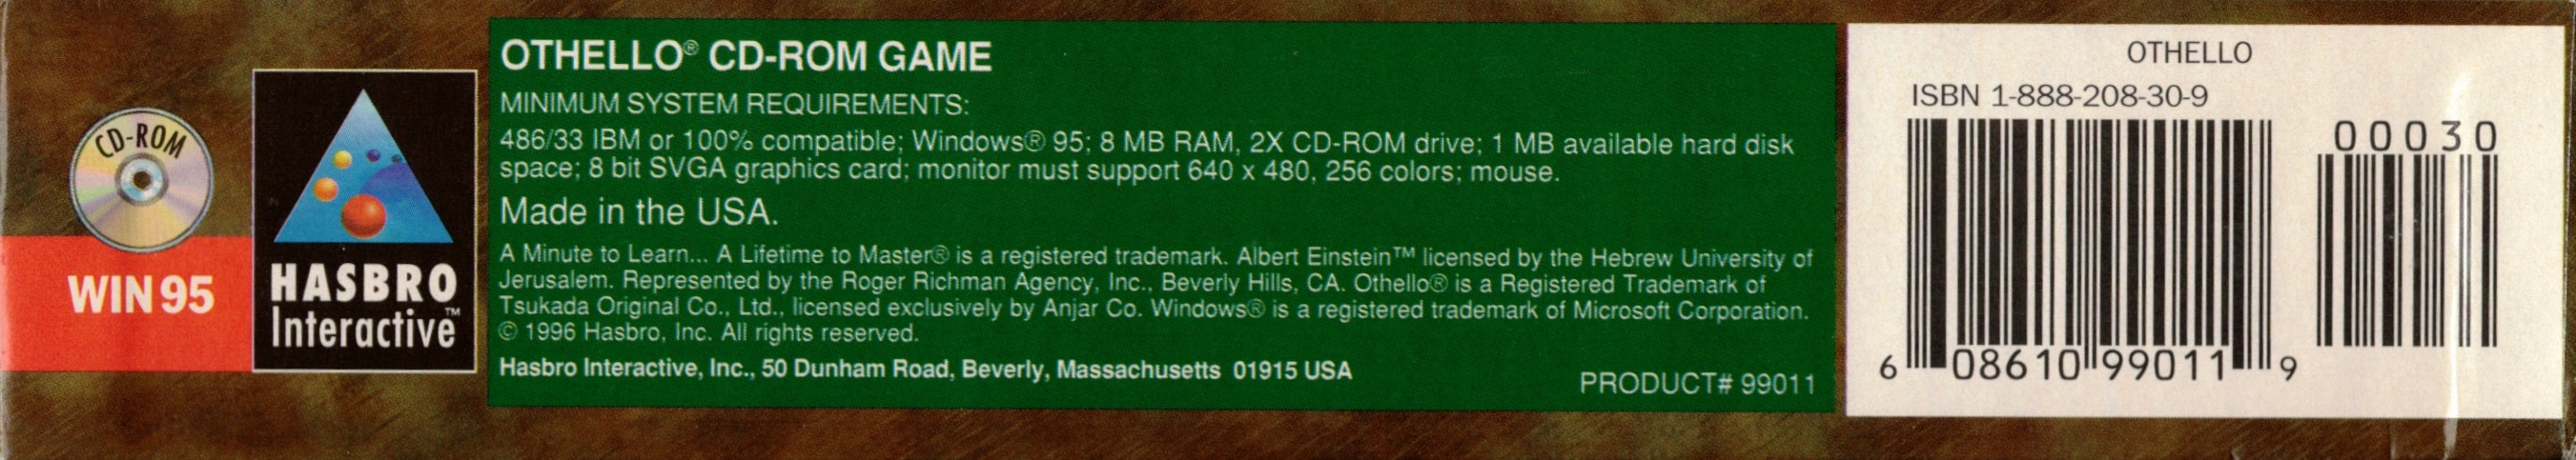 CD-ROM
WIN 95
HASBRO
Interactive™
OTHELLO® CD-ROM GAME
MINIMUM SYSTEM REQUIREMENTS:
486/33 IBM or 100% compatible; Windows® 95; 8 MB RAM, 2X CD-ROM drive; 1 MB available hard disk
space; 8 bit SVGA graphics card; monitor must support 640 x 480, 256 colors; mouse.
Made in the USA.
A Minute to Learn... A Lifetime to Master® is a registered trademark. Albert Einstein™ licensed by the Hebrew University of
Jerusalem. Represented by the Roger Richman Agency, Inc., Beverly Hills, CA. Othello® is a Registered Trademark of
Tsukada Original Co., Ltd., licensed exclusively by Anjar Co. Windows® is a registered trademark of Microsoft Corporation.
© 1996 Hasbro, Inc. All rights reserved.
Hasbro Interactive, Inc., 50 Dunham Road, Beverly, Massachusetts 01915 USA
PRODUCT# 99011
OTHELLO
ISBN 1-888-208-30-9
00030
6 08610 99011 9